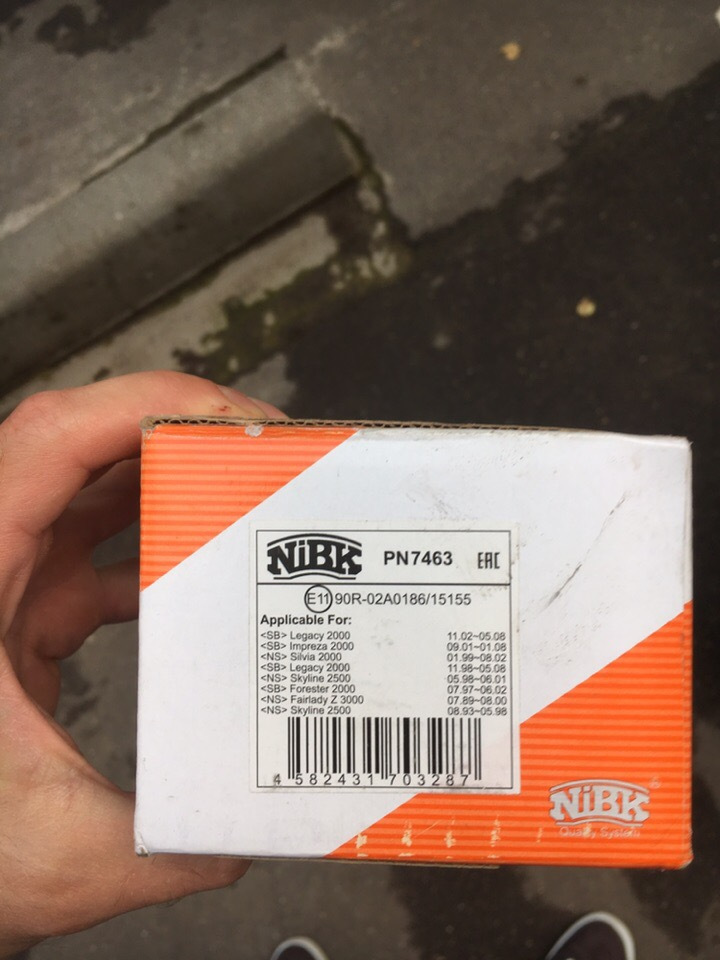 NiBK PN7463 EAC
E11 90R-02A0186/15155
Applicable For:
<SB> Legacy 2000 11.02~05.08
<SB> Impreza 2000 09.01~01.08
<NS> Silvia 2000 01.99~08.02
<SB> Legacy 2000 11.98~05.08
<NS> Skyline 2500 05.98~06.01
<SB> Forester 2000 07.97~06.02
<NS> Fairlady Z 3000 07.89~08.00
<NS> Skyline 2500 08.93~05.98
4 582431 703287
NiBK
Quality System